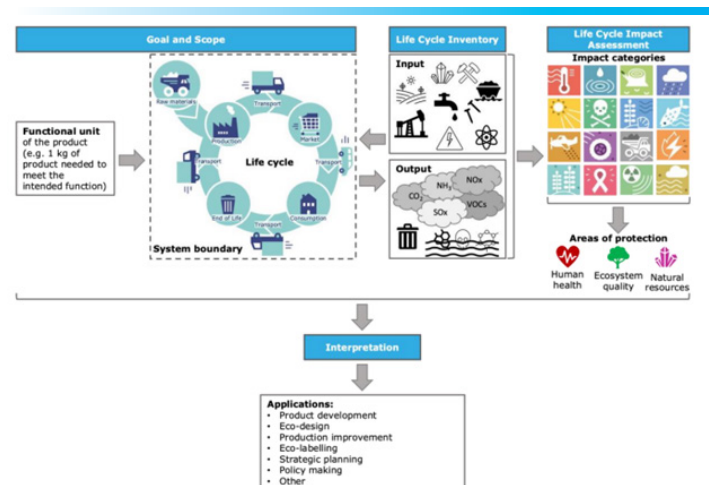 Goal and Scope
Functional unit
of the product
(e.g. 1 kg of
product needed to
meet the
intended function)
Raw materials
Transport
Production
Market
Transport
Life cycle
Transport
End of Life
Consumption
Transport
System boundary
Life Cycle Inventory
Input
Output
CO₂
NH₃
NOx
SOx
VOCs
Life Cycle Impact
Assessment
Impact categories
Areas of protection
Human
health
Ecosystem
quality
Natural
resources
Interpretation
Applications:
• Product development
• Eco-design
• Production improvement
• Eco-labelling
• Strategic planning
• Policy making
• Other